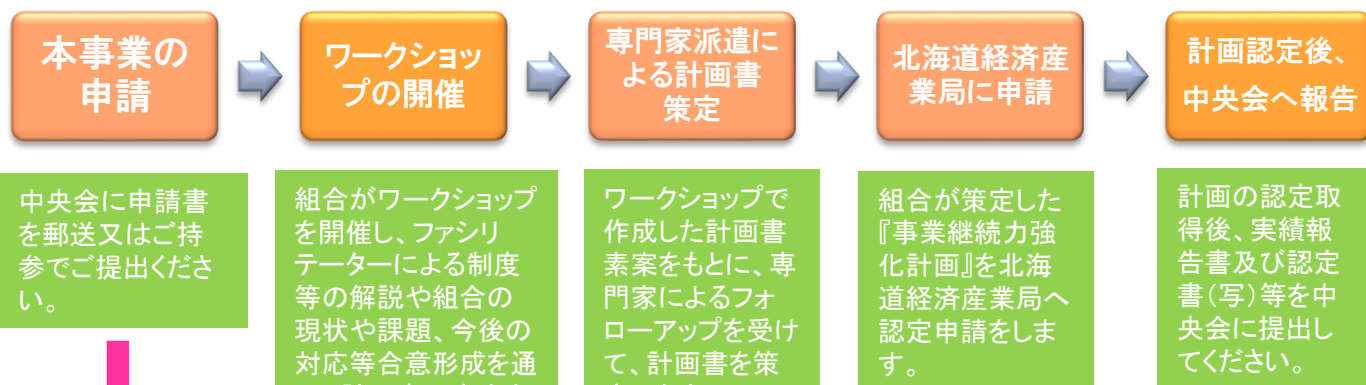 本事業の
申請
ワークショッ
プの開催
専門家派遣に
よる計画書
策定
北海道経済産
業局に申請
計画認定後、
中央会へ報告
中央会に申請書
を郵送又はご持
参でご提出くださ
い。
組合がワークショップ
を開催し、ファシリ
テーターによる制度
等の解説や組合の
現状や課題、今後の
対応等合意形成を通
ワークショップで
作成した計画書
素案をもとに、専
門家によるフォ
ローアップを受け
て、計画書を策
組合が策定した
『事業継続力強
化計画』を北海
道経済産業局へ
認定申請をしま
す。
計画の認定取
得後、実績報
告書及び認定
書（写）等を中
央会に提出し
てください。